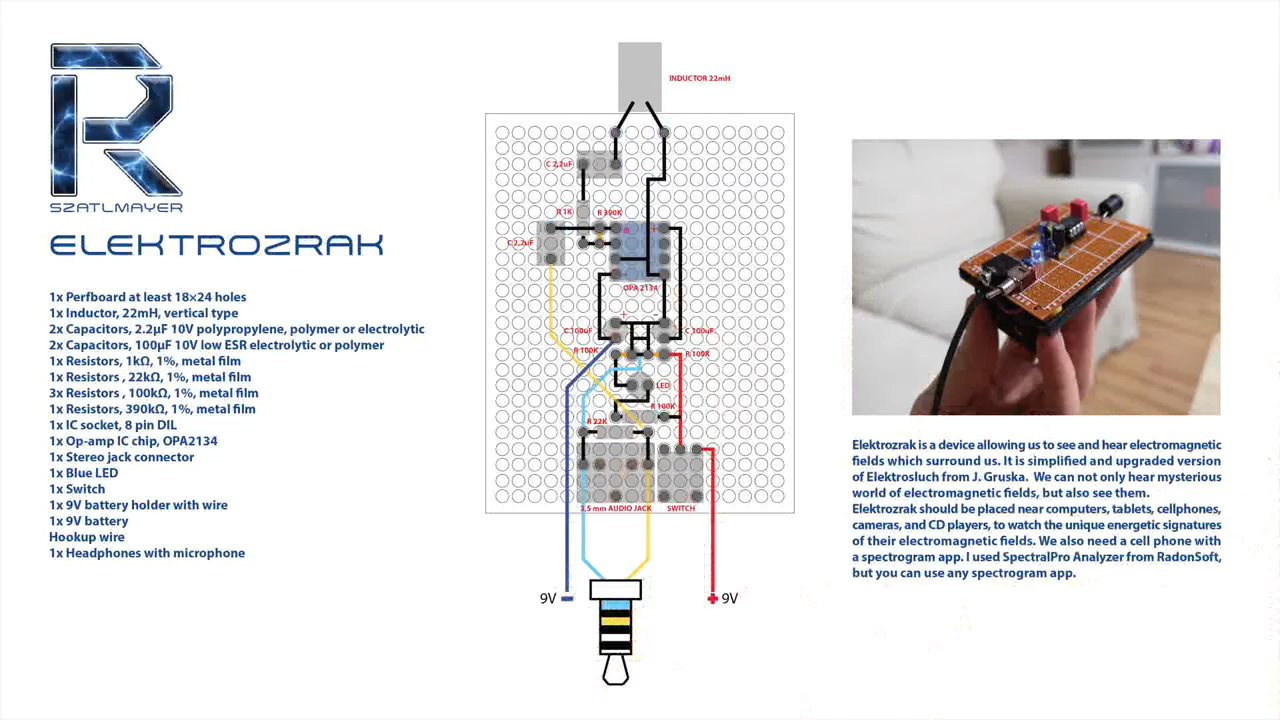 SZATLMAYER
ELEKTROZRAK
1x Perfboard at least 18×24 holes
1x Inductor, 22mH, vertical type
2x Capacitors, 2.2µF 10V polypropylene, polymer or electrolytic
2x Capacitors, 100µF 10V low ESR electrolytic or polymer
1x Resistors, 1kΩ, 1%, metal film
1x Resistors , 22kΩ, 1%, metal film
3x Resistors , 100kΩ, 1%, metal film
1x Resistors, 390kΩ, 1%, metal film
1x IC socket, 8 pin DIL
1x Op-amp IC chip, OPA2134
1x Stereo jack connector
1x Blue LED
1x Switch
1x 9V battery holder with wire
1x 9V battery
Hookup wire
1x Headphones with microphone
INDUCTOR 22mH
C 2,2uF
R 1K
R 390K
C 2,2uF
OPA 2134
+ -
C 100uF
C 100uF
R 100K
R 100K
LED
R 100K
R 22K
3,5 mm AUDIO JACK
SWITCH
9V -
+ 9V
Elektrozrak is a device allowing us to see and hear electromagnetic
fields which surround us. It is simplified and upgraded version
of Elektrosluch from J. Gruska. We can not only hear mysterious
world of electromagnetic fields, but also see them.
Elektrozrak should be placed near computers, tablets, cellphones,
cameras, and CD players, to watch the unique energetic signatures
of their electromagnetic fields. We also need a cell phone with
a spectrogram app. I used SpectralPro Analyzer from RadonSoft,
but you can use any spectrogram app.